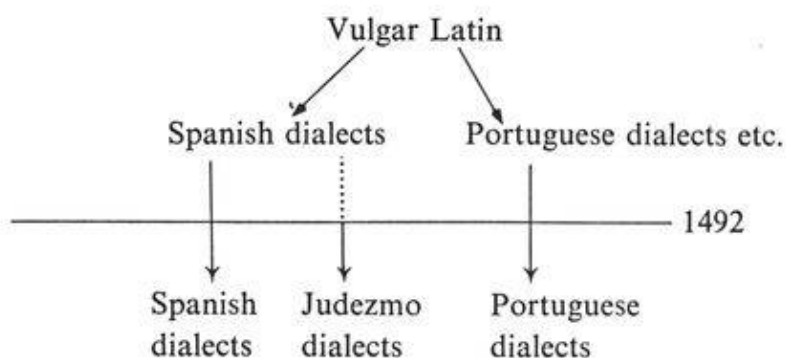 Vulgar Latin
Spanish dialects Portuguese dialects etc.
1492
Spanish Judezmo Portuguese
dialects dialects dialects